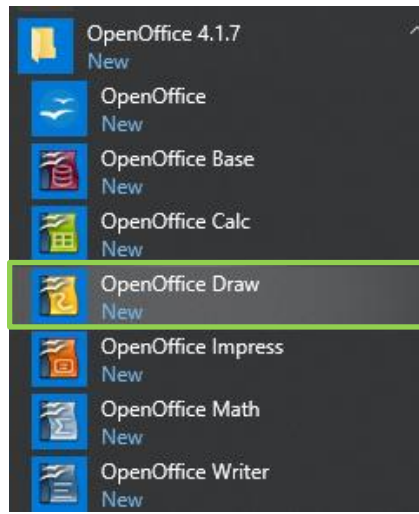 OpenOffice 4.1.7
New
OpenOffice
New
OpenOffice Base
New
OpenOffice Calc
New
OpenOffice Draw
New
OpenOffice Impress
New
OpenOffice Math
New
OpenOffice Writer
New